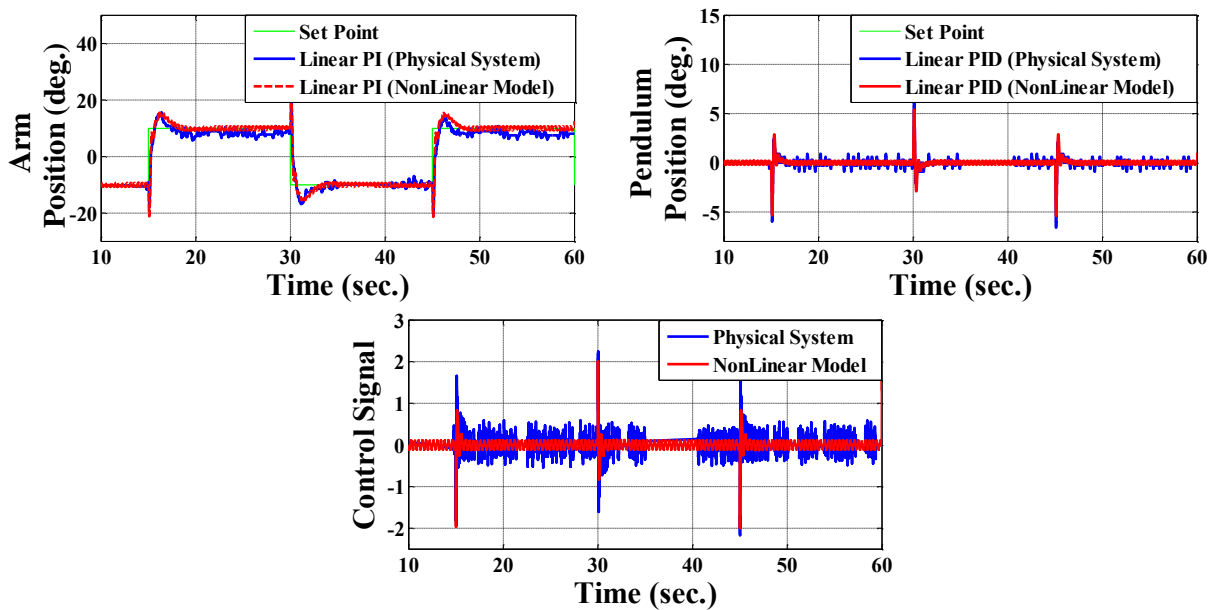 40
20
0
-20
10
20
30
40
50
60
Arm
Position (deg.)
Time (sec.)
Set Point
Linear PI (Physical System)
Linear PI (NonLinear Model)
15
10
5
0
-5
10
20
30
40
50
60
Pendulum
Position (deg.)
Time (sec.)
Set Point
Linear PID (Physical System)
Linear PID (NonLinear Model)
3
2
1
0
-1
-2
10
20
30
40
50
60
Control Signal
Time (sec.)
Physical System
NonLinear Model